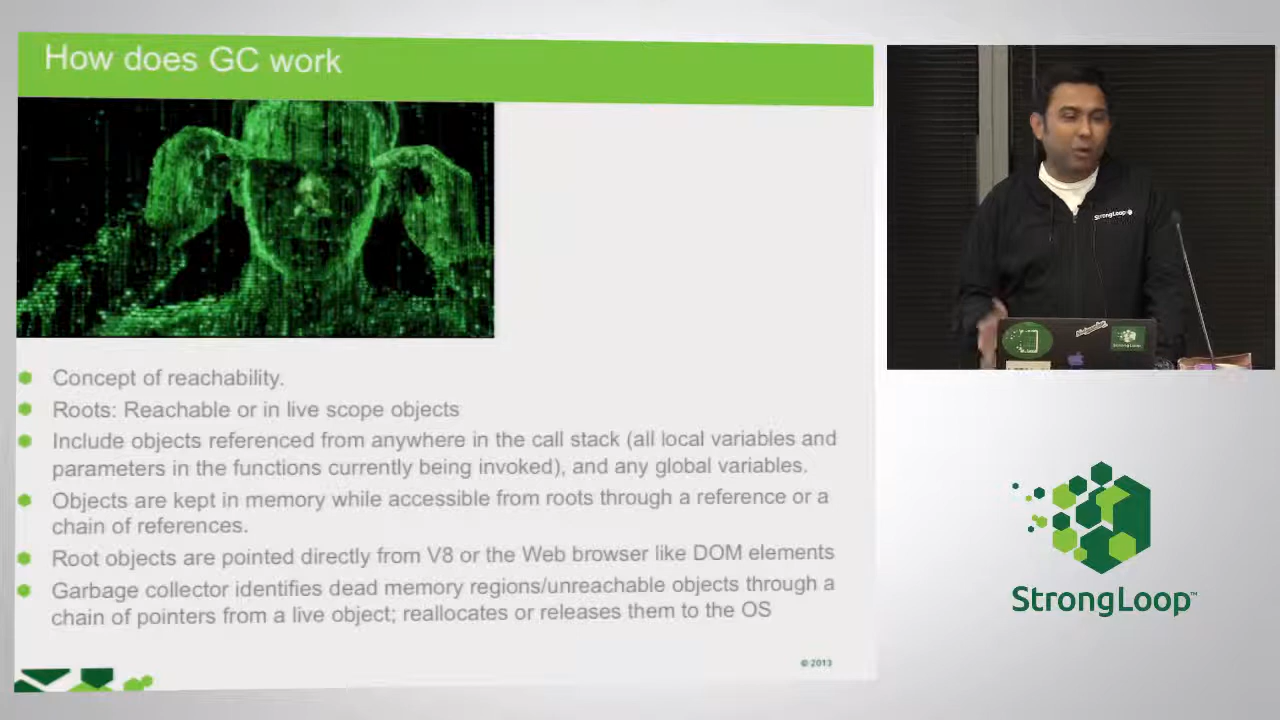 How does GC work
Concept of reachability.
Roots: Reachable or in live scope objects
Include objects referenced from anywhere in the call stack (all local variables and
parameters in the functions currently being invoked), and any global variables.
Objects are kept in memory while accessible from roots through a reference or a
chain of references.
Root objects are pointed directly from V8 or the Web browser like DOM elements
Garbage collector identifies dead memory regions/unreachable objects through a
chain of pointers from a live object; reallocates or releases them to the OS
© 2013
StrongLoop
StrongLoop
StrongLoop™